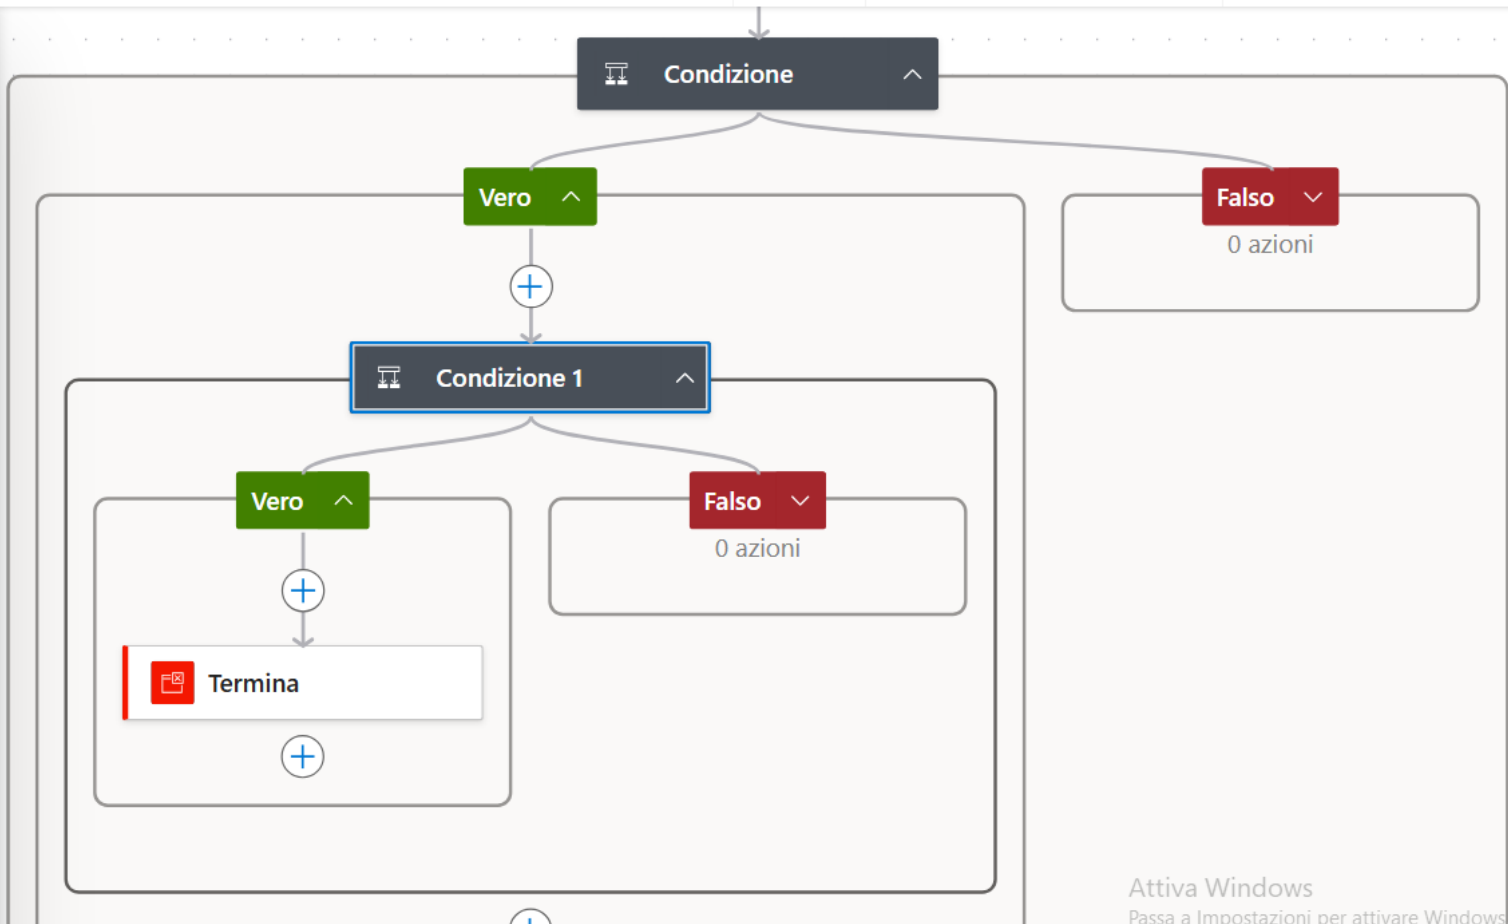 Condizione
Vero
Falso
0 azioni
Condizione 1
Vero
Falso
0 azioni
Termina
Attiva Windows
Passa a Impostazioni per attivare Windows